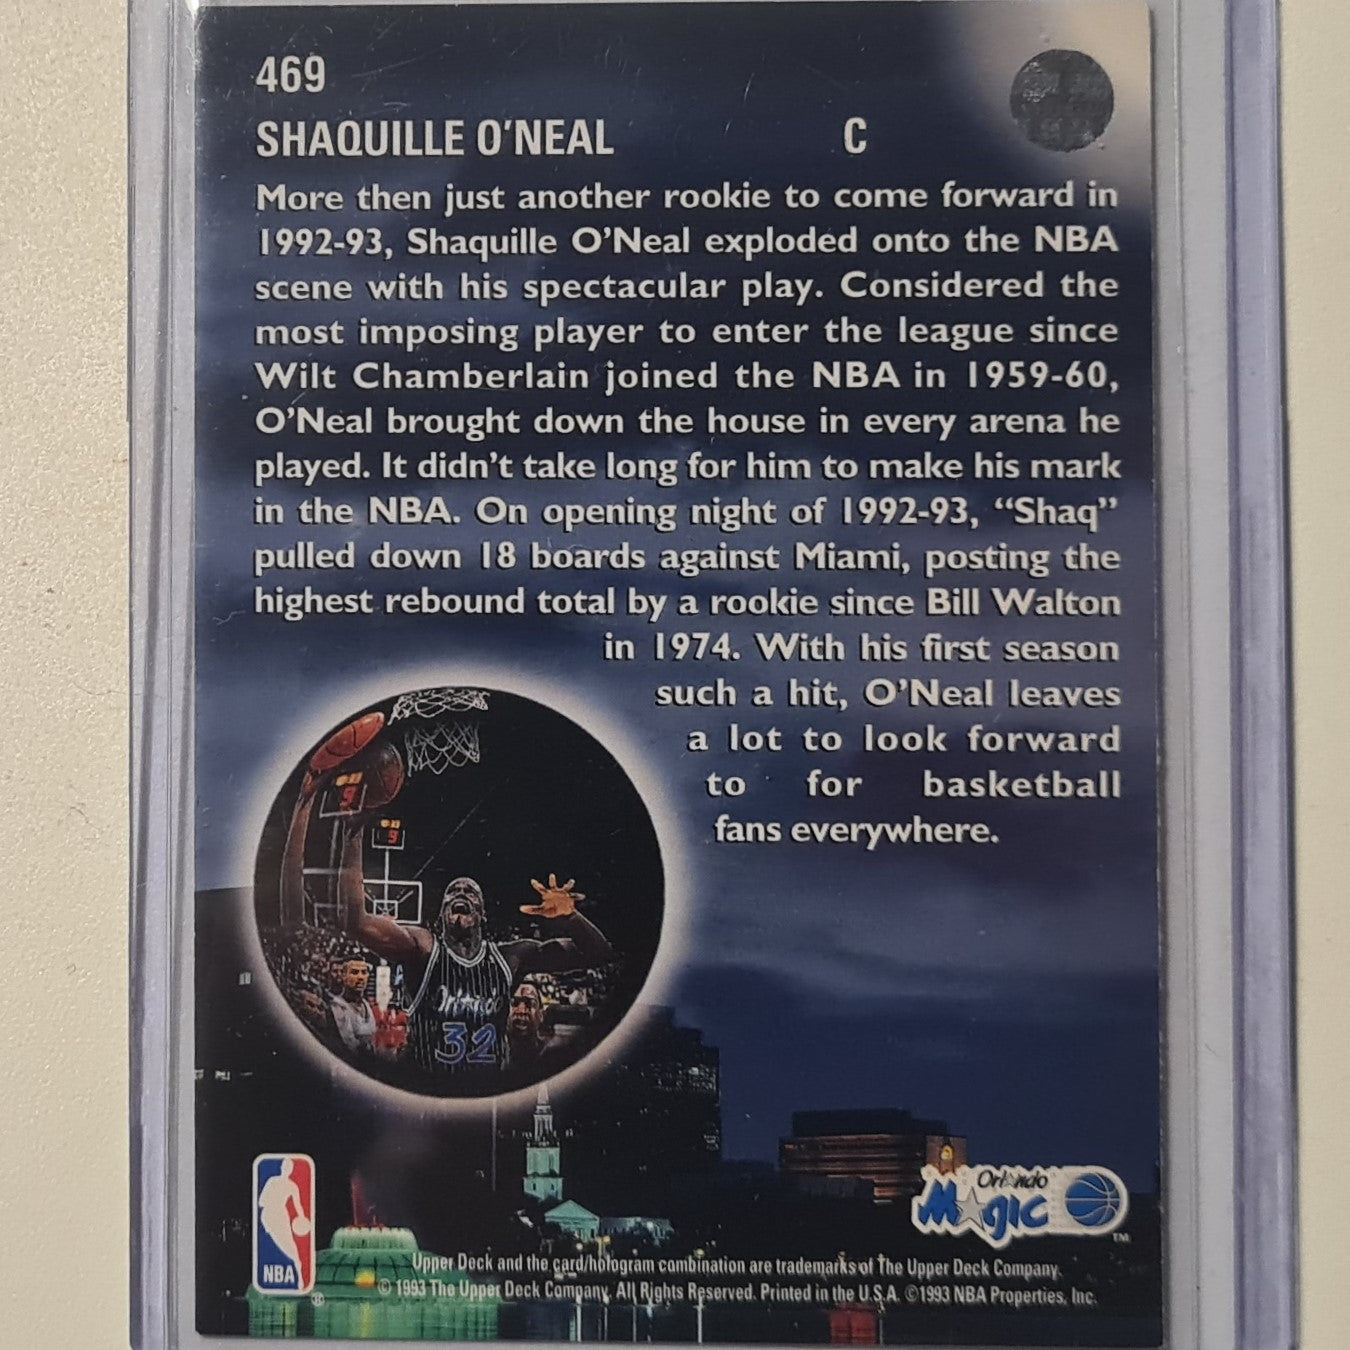 469
SHAQUILLE O'NEAL C
More then just another rookie to come forward in
1992-93, Shaquille O'Neal exploded onto the NBA
scene with his spectacular play. Considered the
most imposing player to enter the league since
Wilt Chamberlain joined the NBA in 1959-60,
O'Neal brought down the house in every arena he
played. It didn't take long for him to make his mark
in the NBA. On opening night of 1992-93, “Shaq”
pulled down 18 boards against Miami, posting the
highest rebound total by a rookie since Bill Walton
in 1974. With his first season
such a hit, O'Neal leaves
a lot to look forward
to for basketball
fans everywhere.
9
9
Orlando
32
Orlando
Magic
TM
NBA
®
Upper Deck and the card/hologram combination are trademarks of The Upper Deck Company.
© 1993 The Upper Deck Company. All Rights Reserved. Printed in the U.S.A. ©1993 NBA Properties, Inc.